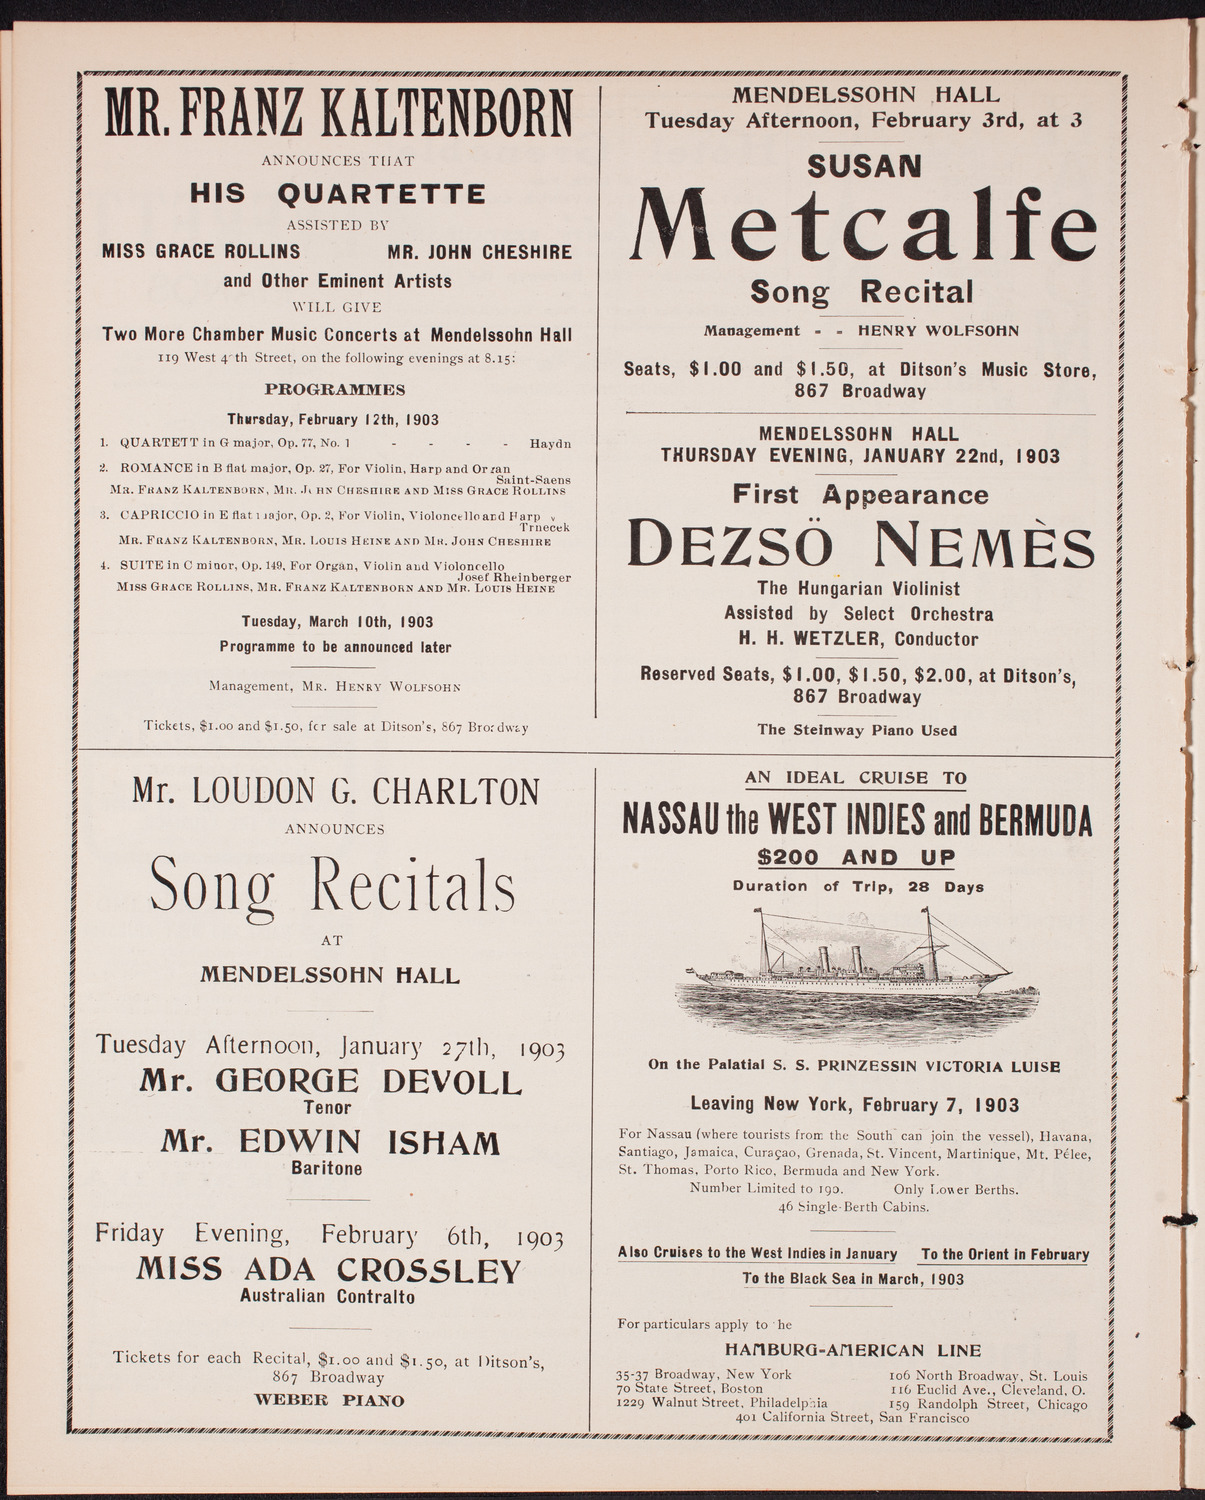 MR. FRANZ KALTENBORN
ANNOUNCES THAT
HIS QUARTETTE
ASSISTED BY
MISS GRACE ROLLINS MR. JOHN CHESHIRE
and Other Eminent Artists
WILL GIVE
Two More Chamber Music Concerts at Mendelssohn Hall
119 West 4 th Street, on the following evenings at 8.15:
PROGRAMMES
Thursday, February 12th, 1903
1. QUARTETT in G major, Op. 77, No. 1 - - - - Haydn
2. ROMANCE in B flat major, Op. 27, For Violin, Harp and Organ
Saint-Saens
MR. FRANZ KALTENBORN, MR. JOHN CHESHIRE AND MISS GRACE ROLLINS
3. CAPRICCIO in E flat major, Op. 2, For Violin, Violoncello and Harp
Trnecek
MR. FRANZ KALTENBORN, MR. LOUIS HEINE AND MR. JOHN CHESHIRE
4. SUITE in C minor, Op. 149, For Organ, Violin and Violoncello
Josef Rheinberger
MISS GRACE ROLLINS, MR. FRANZ KALTENBORN AND MR. LOUIS HEINE
Tuesday, March 10th, 1903
Programme to be announced later
Management, MR. HENRY WOLFSOHN
Tickets, $1.00 and $1.50, for sale at Ditson's, 867 Broadway
MENDELSSOHN HALL
Tuesday Afternoon, February 3rd, at 3
SUSAN
Metcalfe
Song Recital
Management - - HENRY WOLFSOHN
Seats, $1.00 and $1.50, at Ditson's Music Store,
867 Broadway
MENDELSSOHN HALL
THURSDAY EVENING, JANUARY 22nd, 1903
First Appearance
DEZSÖ NEMÈS
The Hungarian Violinist
Assisted by Select Orchestra
H. H. WETZLER, Conductor
Reserved Seats, $1.00, $1.50, $2.00, at Ditson's,
867 Broadway
The Steinway Piano Used
Mr. LOUDON G. CHARLTON
ANNOUNCES
Song Recitals
AT
MENDELSSOHN HALL
Tuesday Afternoon, January 27th, 1903
Mr. GEORGE DEVOLL
Tenor
Mr. EDWIN ISHAM
Baritone
Friday Evening, February 6th, 1903
MISS ADA CROSSLEY
Australian Contralto
Tickets for each Recital, $1.00 and $1.50, at Ditson's,
867 Broadway
WEBER PIANO
AN IDEAL CRUISE TO
NASSAU the WEST INDIES and BERMUDA
$200 AND UP
Duration of Trip, 28 Days
On the Palatial S. S. PRINZESSIN VICTORIA LUISE
Leaving New York, February 7, 1903
For Nassau (where tourists from the South can join the vessel), Havana,
Santiago, Jamaica, Curaçao, Grenada, St. Vincent, Martinique, Mt. Pélee,
St. Thomas, Porto Rico, Bermuda and New York.
Number Limited to 190. Only Lower Berths.
46 Single-Berth Cabins.
Also Cruises to the West Indies in January To the Orient in February
To the Black Sea in March, 1903
For particulars apply to he
HAMBURG-AMERICAN LINE
35-37 Broadway, New York 106 North Broadway, St. Louis
70 State Street, Boston 116 Euclid Ave., Cleveland, O.
1229 Walnut Street, Philadelphia 159 Randolph Street, Chicago
401 California Street, San Francisco